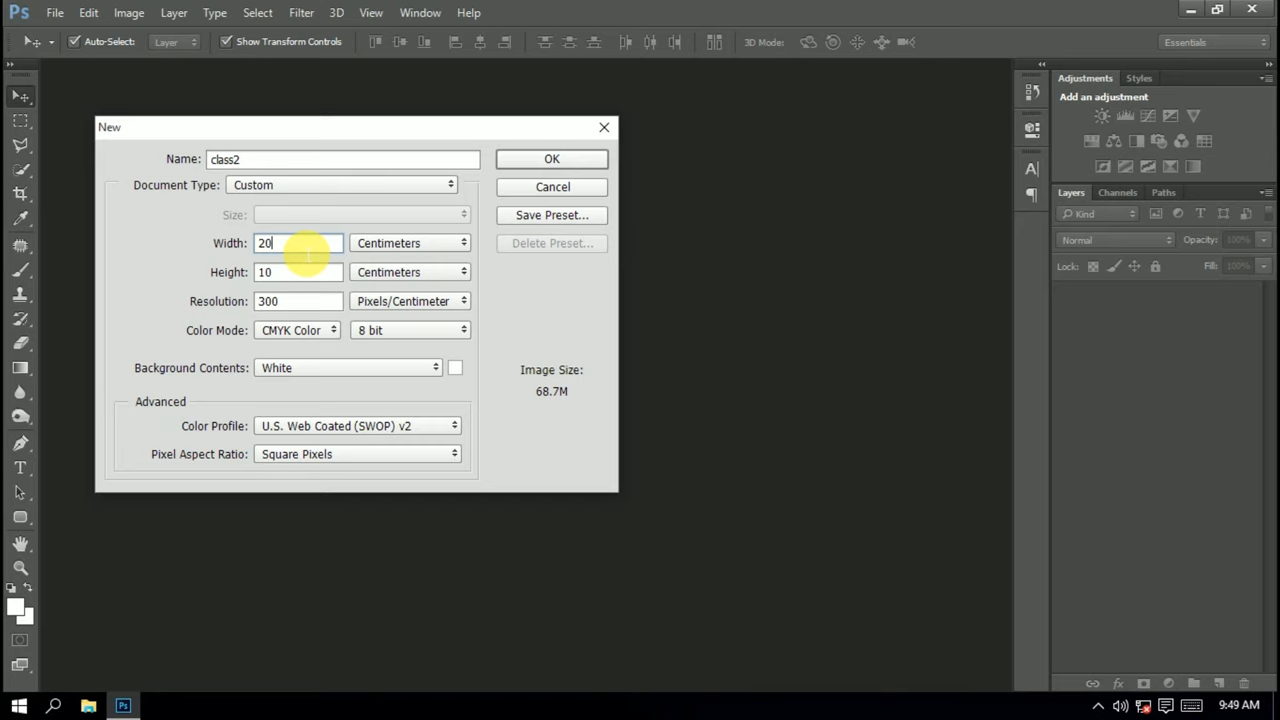 Ps File Edit Image Layer Type Select Filter 3D View Window Help
Auto-Select: Layer Show Transform Controls 3D Mode: Essentials
Adjustments Styles
Add an adjustment
New
Name: class2 OK
Document Type: Custom Cancel
Size: Save Preset...
Width: 20 Centimeters Delete Preset...
Height: 10 Centimeters
Resolution: 300 Pixels/Centimeter
Color Mode: CMYK Color 8 bit
Background Contents: White
Image Size:
68.7M
Advanced
Color Profile: U.S. Web Coated (SWOP) v2
Pixel Aspect Ratio: Square Pixels
Layers Channels Paths
Kind
Normal Opacity: 100%
Lock: Fill: 100%
Ps 9:49 AM